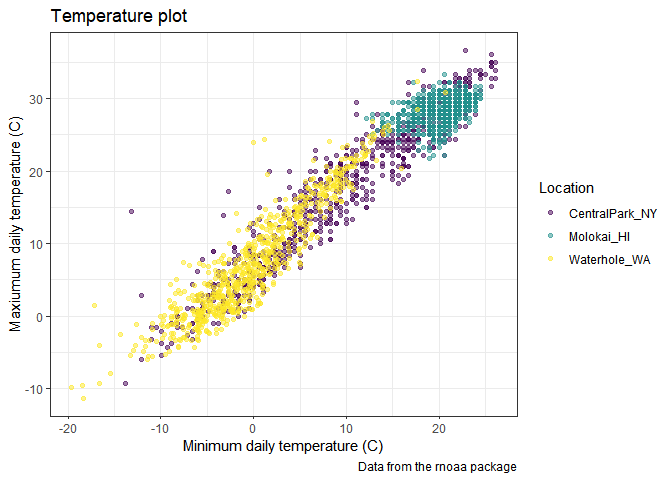 Temperature plot
Maxiumum daily temperature (C)
30
20
10
0
-10
-20
-10
0
10
20
Minimum daily temperature (C)
Location
CentralPark_NY
Molokai_HI
Waterhole_WA
Data from the rnoaa package